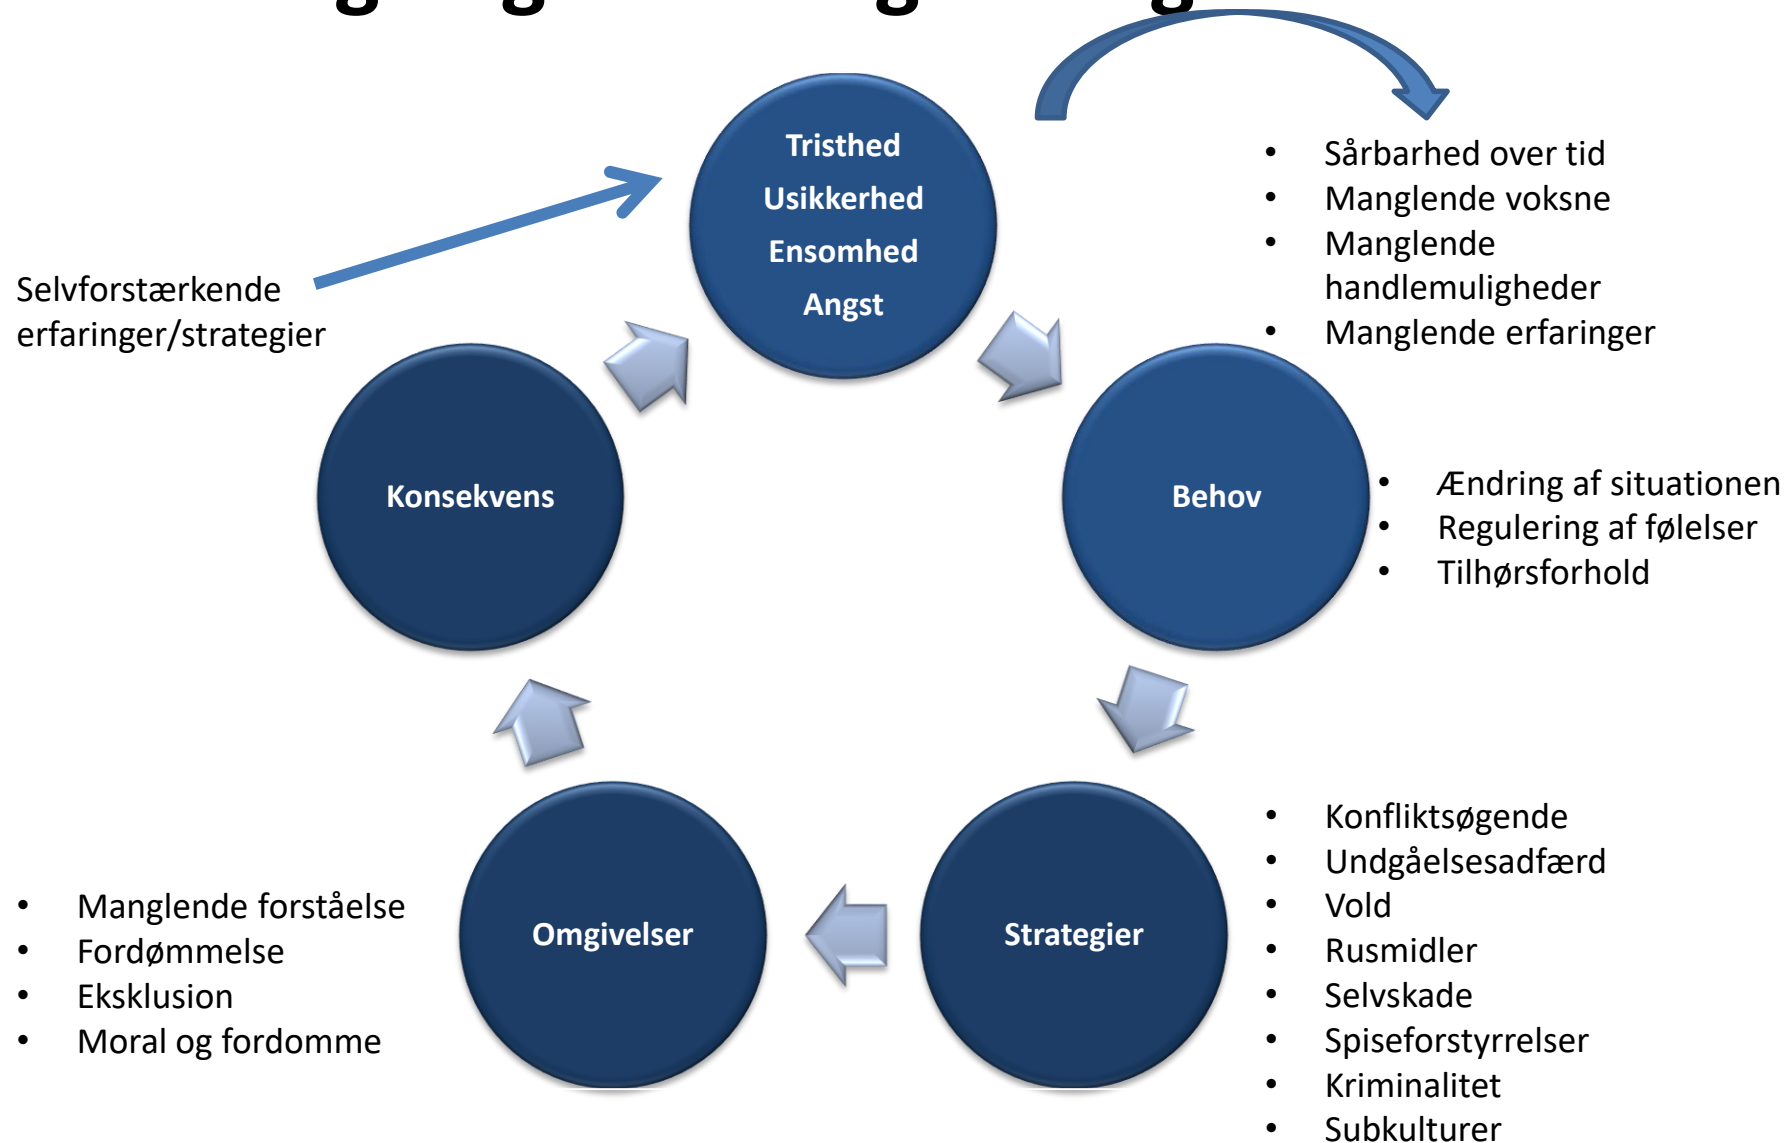 Tristhed
Usikkerhed
Ensomhed
Angst
• Sårbarhed over tid
• Manglende voksne
• Manglende
handlemuligheder
• Manglende erfaringer
Selvforstærkende
erfaringer/strategier
Konsekvens
Behov
• Ændring af situationen
• Regulering af følelser
• Tilhørsforhold
Omgivelser
Strategier
• Manglende forståelse
• Fordømmelse
• Eksklusion
• Moral og fordomme
• Konfliktsøgende
• Undgåelsesadfærd
• Vold
• Rusmidler
• Selvskade
• Spiseforstyrrelser
• Kriminalitet
• Subkulturer